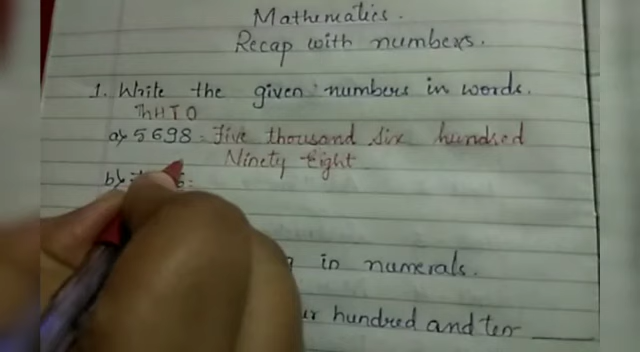 Mathematics.
Recap with numbers.
1. Write the given numbers in words.
Th H T O
a) 5698 = Five thousand six hundred
Ninety Eight
b)
in numerals.
hundred and ten